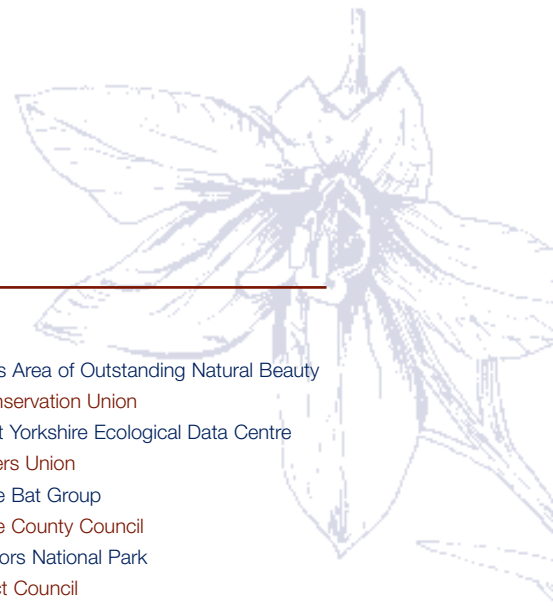 s Area of Outstanding Natural Beauty
nservation Union
t Yorkshire Ecological Data Centre
ers Union
e Bat Group
e County Council
ors National Park
ct Council